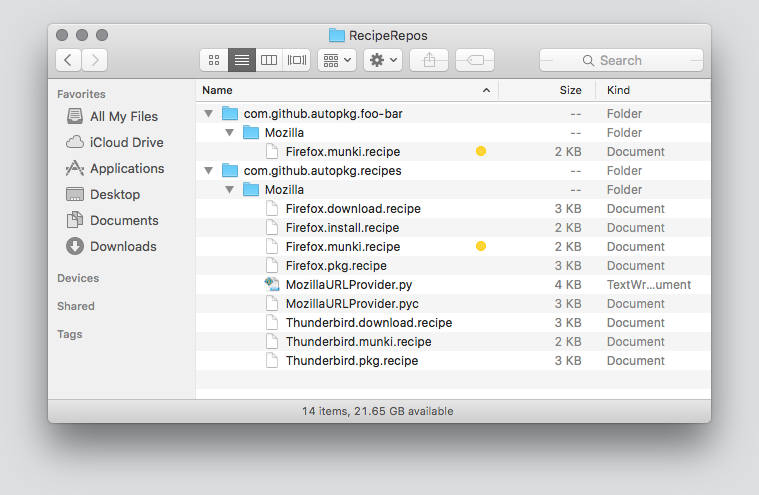 RecipeRepos
Search
Favorites
All My Files
iCloud Drive
Applications
Desktop
Documents
Downloads
Devices
Shared
Tags
Name Size Kind
com.github.autopkg.foo-bar -- Folder
Mozilla -- Folder
Firefox.munki.recipe 2 KB Document
com.github.autopkg.recipes -- Folder
Mozilla -- Folder
Firefox.download.recipe 3 KB Document
Firefox.install.recipe 2 KB Document
Firefox.munki.recipe 2 KB Document
Firefox.pkg.recipe 3 KB Document
MozillaURLProvider.py 4 KB TextWr...ument
MozillaURLProvider.pyc 3 KB Document
Thunderbird.download.recipe 3 KB Document
Thunderbird.munki.recipe 2 KB Document
Thunderbird.pkg.recipe 3 KB Document
14 items, 21.65 GB available